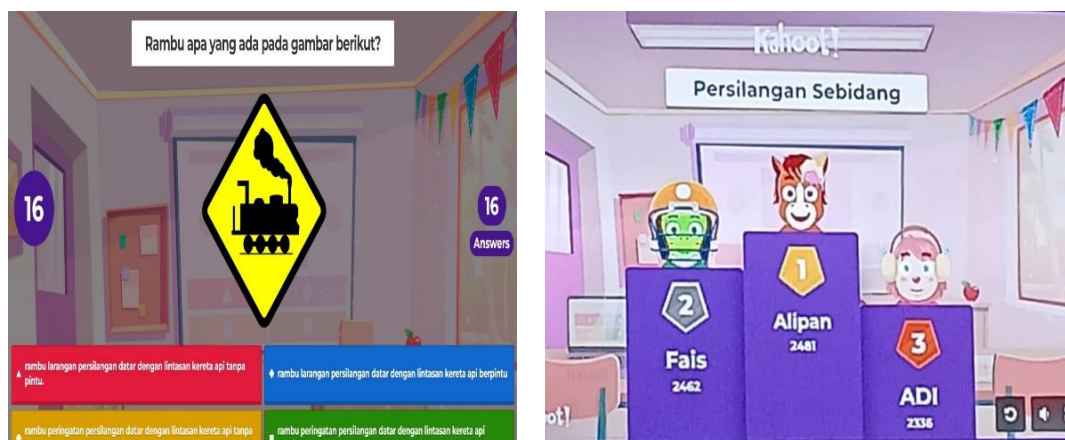 Rambu apa yang ada pada gambar berikut?
16
16
Answers
rambu larangan persilangan datar dengan lintasan kereta api tanpa
pintu.
rambu larangan persilangan datar dengan lintasan kereta api berpintu
rambu peringatan persilangan datar dengan lintasan kereta api tanpa
rambu peringatan persilangan datar dengan lintasan kereta api
Kahoot!
Persilangan Sebidang
1
Alipan
2481
2
Fais
2462
3
ADI
2336
ot!